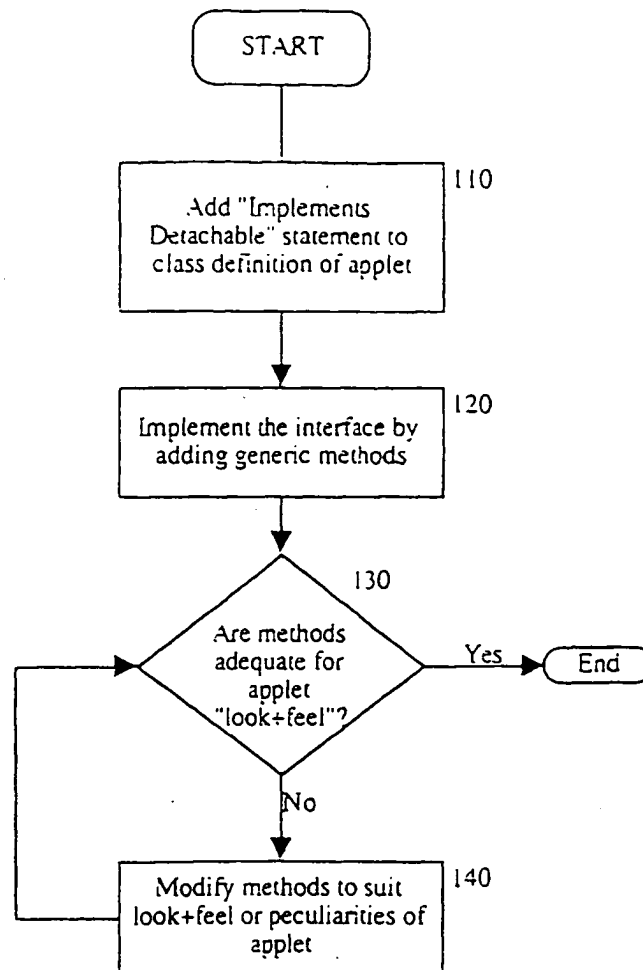 START
110
Add "Implements
Detachable" statement to
class definition of applet
120
Implement the interface by
adding generic methods
130
Are methods
adequate for
applet
"look+feel"?
Yes
End
No
140
Modify methods to suit
look+feel or peculiarities of
applet